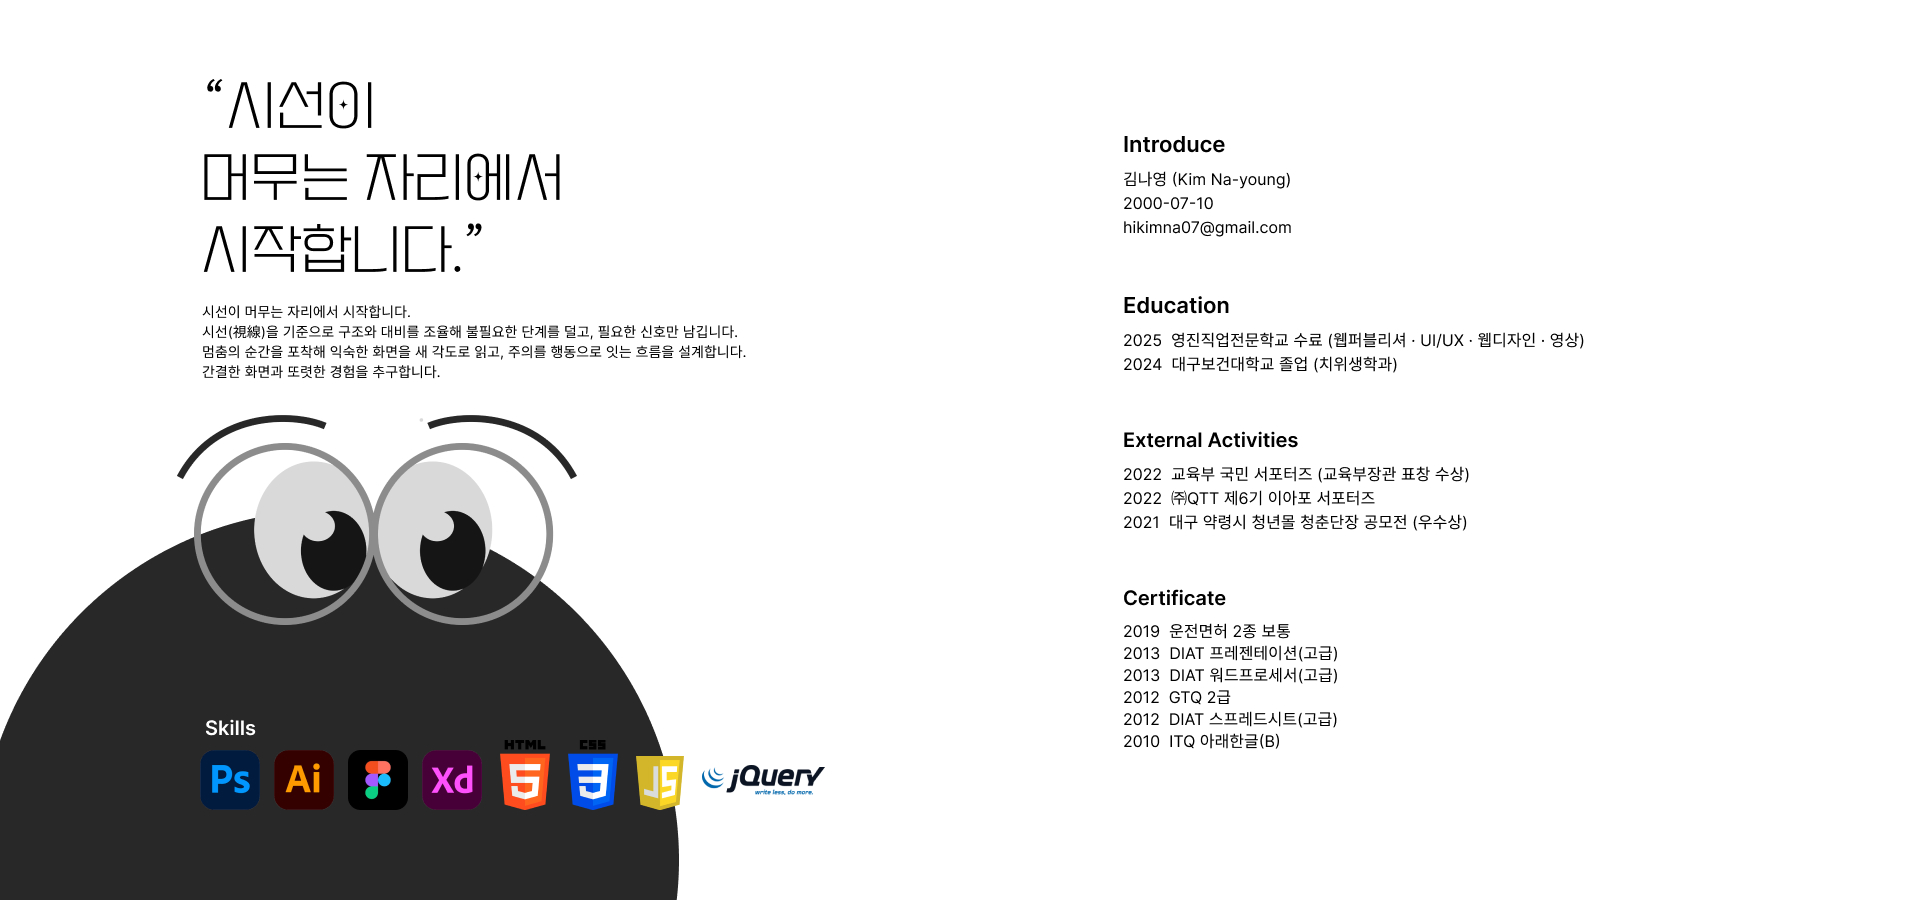 “시선이
머무는 자리에서
시작합니다.”
시선이 머무는 자리에서 시작합니다.
시선(視線)을 기준으로 구조와 대비를 조율해 불필요한 단계를 덜고, 필요한 신호만 남깁니다.
멈춤의 순간을 포착해 익숙한 화면을 새 각도로 읽고, 주의를 행동으로 잇는 흐름을 설계합니다.
간결한 화면과 또렷한 경험을 추구합니다.
Skills
Ps Ai Xd HTML 5 CSS 3 JS jQuery
write less, do more.
Introduce
김나영 (Kim Na-young)
2000-07-10
hikimna07@gmail.com
Education
2025 영진직업전문학교 수료 (웹퍼블리셔 · UI/UX · 웹디자인 · 영상)
2024 대구보건대학교 졸업 (치위생학과)
External Activities
2022 교육부 국민 서포터즈 (교육부장관 표창 수상)
2022 ㈜QTT 제6기 이아포 서포터즈
2021 대구 약령시 청년몰 청춘단장 공모전 (우수상)
Certificate
2019 운전면허 2종 보통
2013 DIAT 프레젠테이션(고급)
2013 DIAT 워드프로세서(고급)
2012 GTQ 2급
2012 DIAT 스프레드시트(고급)
2010 ITQ 아래한글(B)